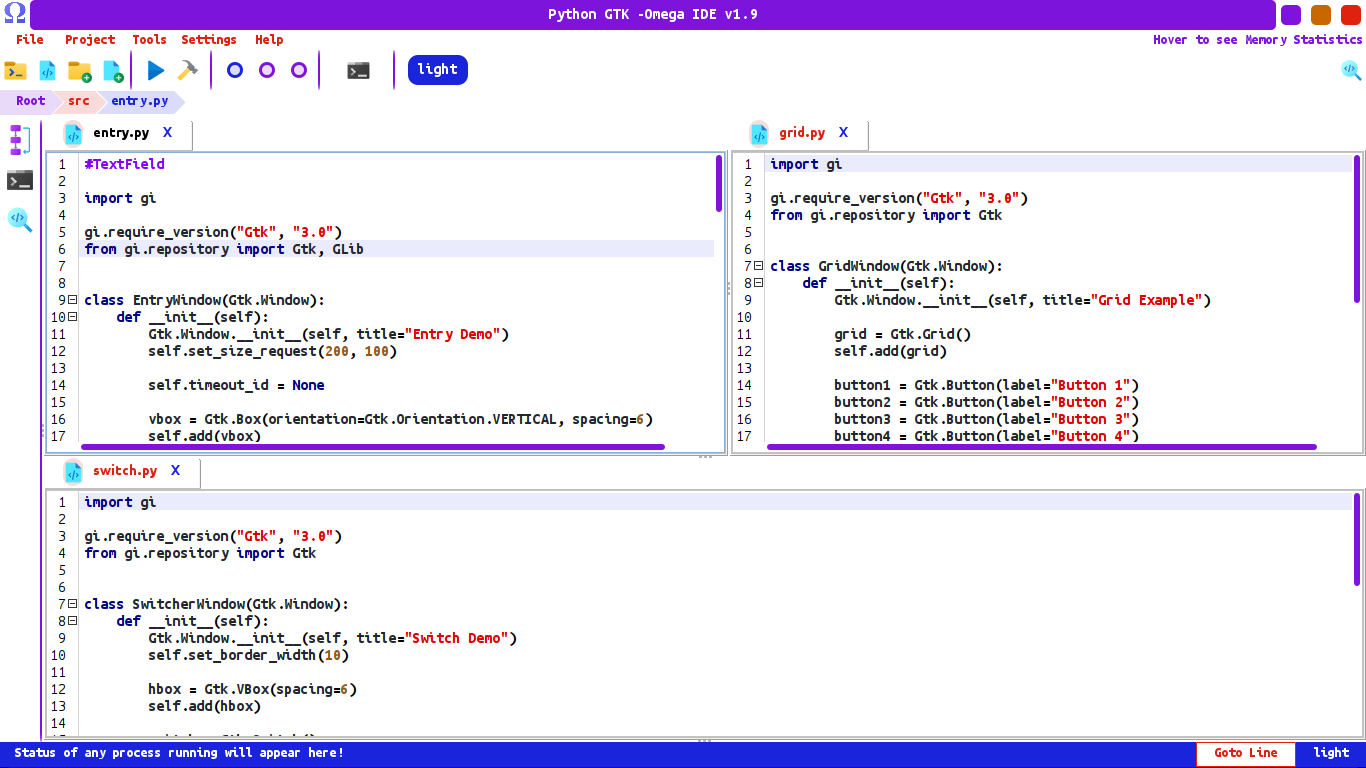 Python GTK -Omega IDE v1.9
File Project Tools Settings Help
Hover to see Memory Statistics
light
Root src entry.py
entry.py X
1 #TextField
2
3 import gi
4
5 gi.require_version("Gtk", "3.0")
6 from gi.repository import Gtk, GLib
7
8
9 class EntryWindow(Gtk.Window):
10     def __init__(self):
11         Gtk.Window.__init__(self, title="Entry Demo")
12         self.set_size_request(200, 100)
13
14         self.timeout_id = None
15
16         vbox = Gtk.Box(orientation=Gtk.Orientation.VERTICAL, spacing=6)
17         self.add(vbox)
grid.py X
1 import gi
2
3 gi.require_version("Gtk", "3.0")
4 from gi.repository import Gtk
5
6
7 class GridWindow(Gtk.Window):
8     def __init__(self):
9         Gtk.Window.__init__(self, title="Grid Example")
10
11         grid = Gtk.Grid()
12         self.add(grid)
13
14         button1 = Gtk.Button(label="Button 1")
15         button2 = Gtk.Button(label="Button 2")
16         button3 = Gtk.Button(label="Button 3")
17         button4 = Gtk.Button(label="Button 4")
switch.py X
1 import gi
2
3 gi.require_version("Gtk", "3.0")
4 from gi.repository import Gtk
5
6
7 class SwitcherWindow(Gtk.Window):
8     def __init__(self):
9         Gtk.Window.__init__(self, title="Switch Demo")
10         self.set_border_width(10)
11
12         hbox = Gtk.VBox(spacing=6)
13         self.add(hbox)
14
Status of any process running will appear here!
Goto Line
light